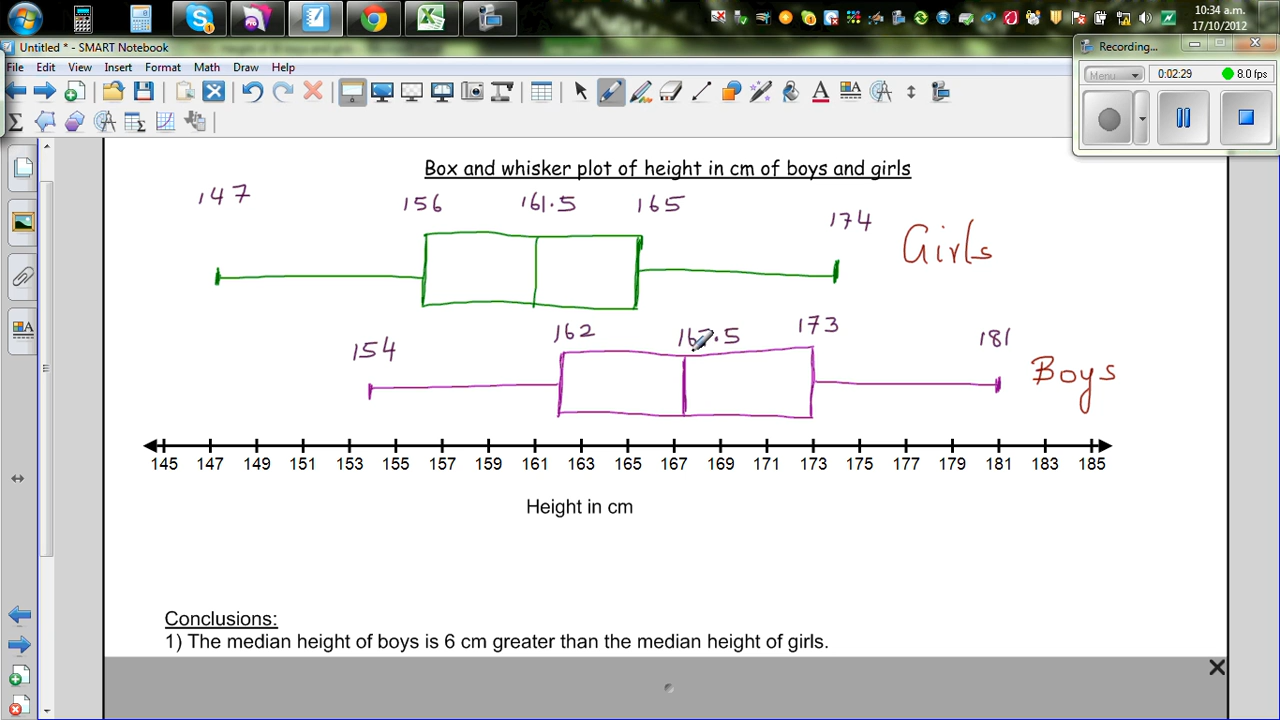 10:34 a.m.
17/10/2012
Untitled * - SMART Notebook
Recording...
File Edit View Insert Format Math Draw Help
Menu 0:02:29 8.0 fps
Box and whisker plot of height in cm of boys and girls
147 156 161.5 165 174 Girls
154 162 167.5 173 181 Boys
145 147 149 151 153 155 157 159 161 163 165 167 169 171 173 175 177 179 181 183 185
Height in cm
Conclusions:
1) The median height of boys is 6 cm greater than the median height of girls.